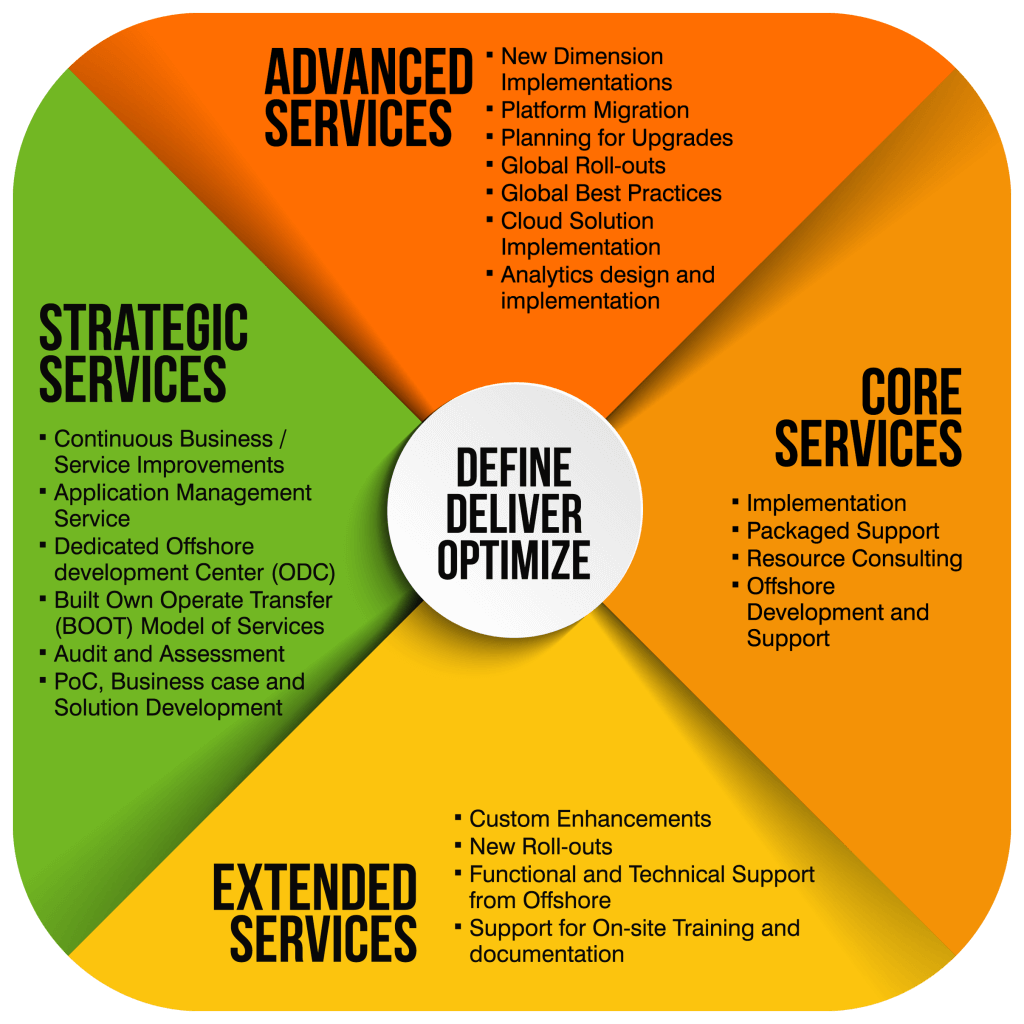 ADVANCED
SERVICES
▪ New Dimension
Implementations
▪ Platform Migration
▪ Planning for Upgrades
▪ Global Roll-outs
▪ Global Best Practices
▪ Cloud Solution
Implementation
▪ Analytics design and
implementation
STRATEGIC
SERVICES
▪ Continuous Business /
Service Improvements
▪ Application Management
Service
▪ Dedicated Offshore
development Center (ODC)
▪ Built Own Operate Transfer
(BOOT) Model of Services
▪ Audit and Assessment
▪ PoC, Business case and
Solution Development
DEFINE
DELIVER
OPTIMIZE
CORE
SERVICES
▪ Implementation
▪ Packaged Support
▪ Resource Consulting
▪ Offshore
Development and
Support
EXTENDED
SERVICES
▪ Custom Enhancements
▪ New Roll-outs
▪ Functional and Technical Support
from Offshore
▪ Support for On-site Training and
documentation